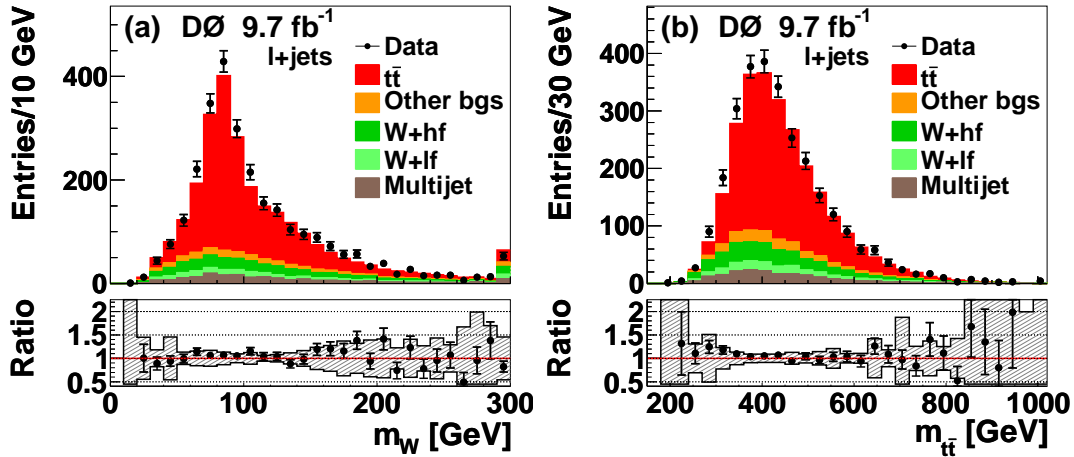 (a) DØ 9.7 fb⁻¹
l+jets
Data
tt̄
Other bgs
W+hf
W+lf
Multijet
Entries/10 GeV
400
200
0
Ratio
2
1.5
1
0.5
0 100 200 300
m_W [GeV]
(b) DØ 9.7 fb⁻¹
l+jets
Data
tt̄
Other bgs
W+hf
W+lf
Multijet
Entries/30 GeV
400
300
200
100
0
Ratio
2
1.5
1
0.5
200 400 600 800 1000
m_tt̄ [GeV]